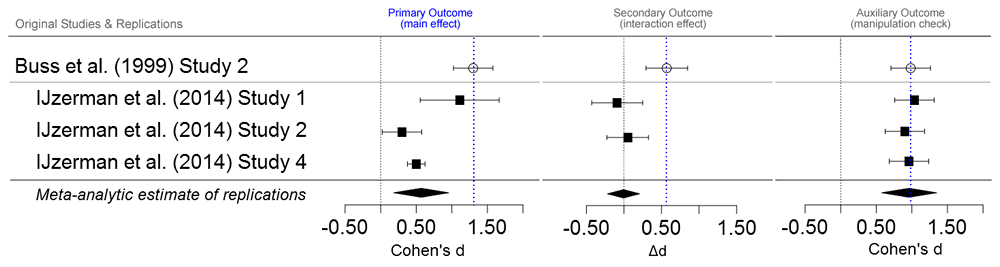 Original Studies & Replications
Primary Outcome
(main effect)
Secondary Outcome
(interaction effect)
Auxiliary Outcome
(manipulation check)
Buss et al. (1999) Study 2
IJzerman et al. (2014) Study 1
IJzerman et al. (2014) Study 2
IJzerman et al. (2014) Study 4
Meta-analytic estimate of replications
-0.50 0.50 1.50
Cohen's d
-0.50 0.50 1.50
Δd
-0.50 0.50 1.50
Cohen's d